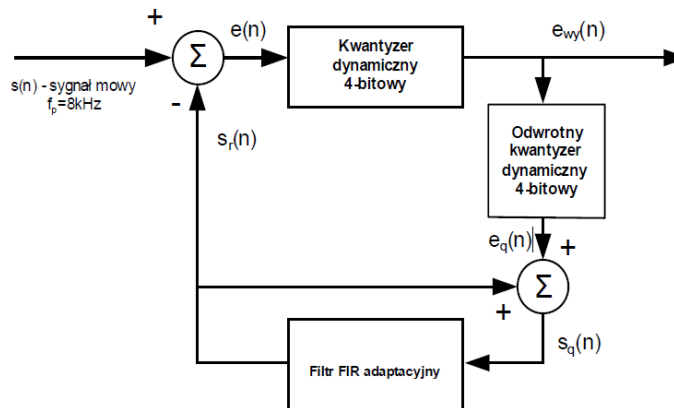 +
Σ
e(n)
Kwantyzer
dynamiczny
4-bitowy
e_wy(n)
s(n) - sygnał mowy
f_p=8kHz
-
s_r(n)
Odwrotny
kwantyzer
dynamiczny
4-bitowy
e_q(n)
+
Σ
+
s_q(n)
Filtr FIR adaptacyjny